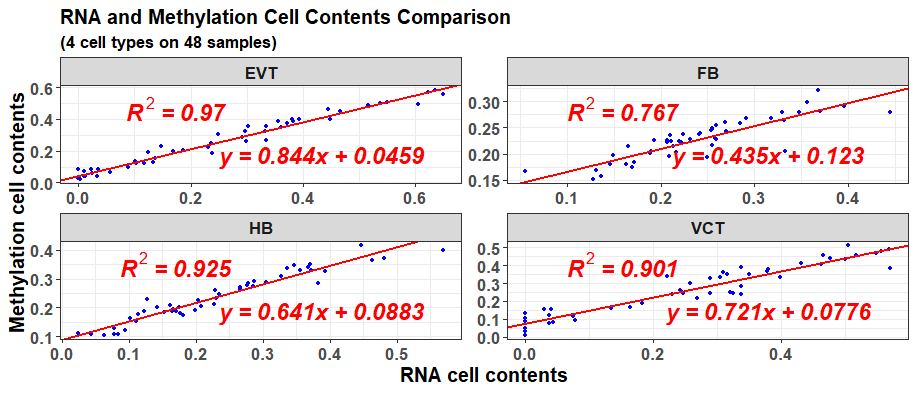 RNA and Methylation Cell Contents Comparison
(4 cell types on 48 samples)
Methylation cell contents
EVT
R² = 0.97
y = 0.844x + 0.0459
0.6
0.4
0.2
0.0
0.0 0.2 0.4 0.6
FB
R² = 0.767
y = 0.435x + 0.123
0.30
0.25
0.20
0.15
0.1 0.2 0.3 0.4
HB
R² = 0.925
y = 0.641x + 0.0883
0.4
0.3
0.2
0.1
0.0 0.1 0.2 0.3 0.4 0.5
VCT
R² = 0.901
y = 0.721x + 0.0776
0.5
0.4
0.3
0.2
0.1
0.0
0.0 0.2 0.4
RNA cell contents